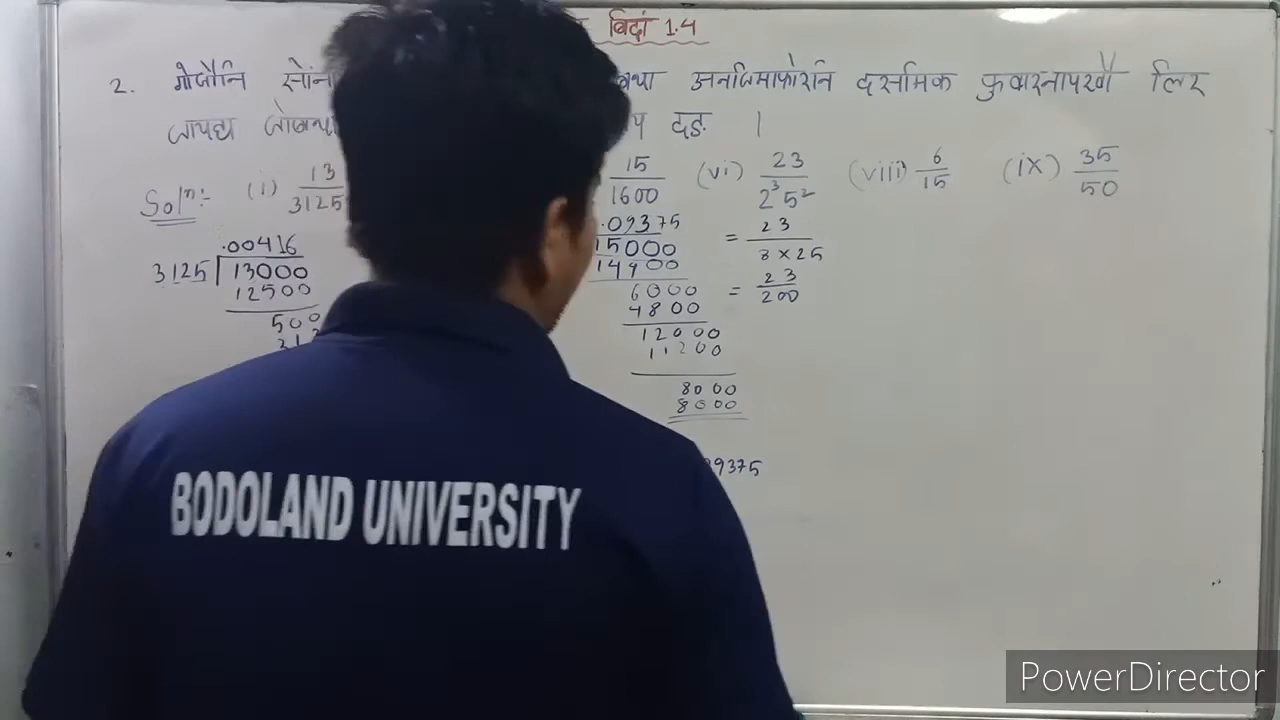 बिदां 1.4
2. गोजौनि सोंना अनजिमाफोरनि दसमिक फुवारनापखौ लिर
दङ ।
Solⁿ:- (i) 13/3125 15/1600 (vi) 23/2³5² (viii) 6/15 (ix) 35/50
.00416
3125 13000
12500
500
.09375
15000
14400
6000
4800
12000
11200
8000
8000
9375
= 23/8×25
= 23/200
BODOLAND UNIVERSITY
PowerDirector